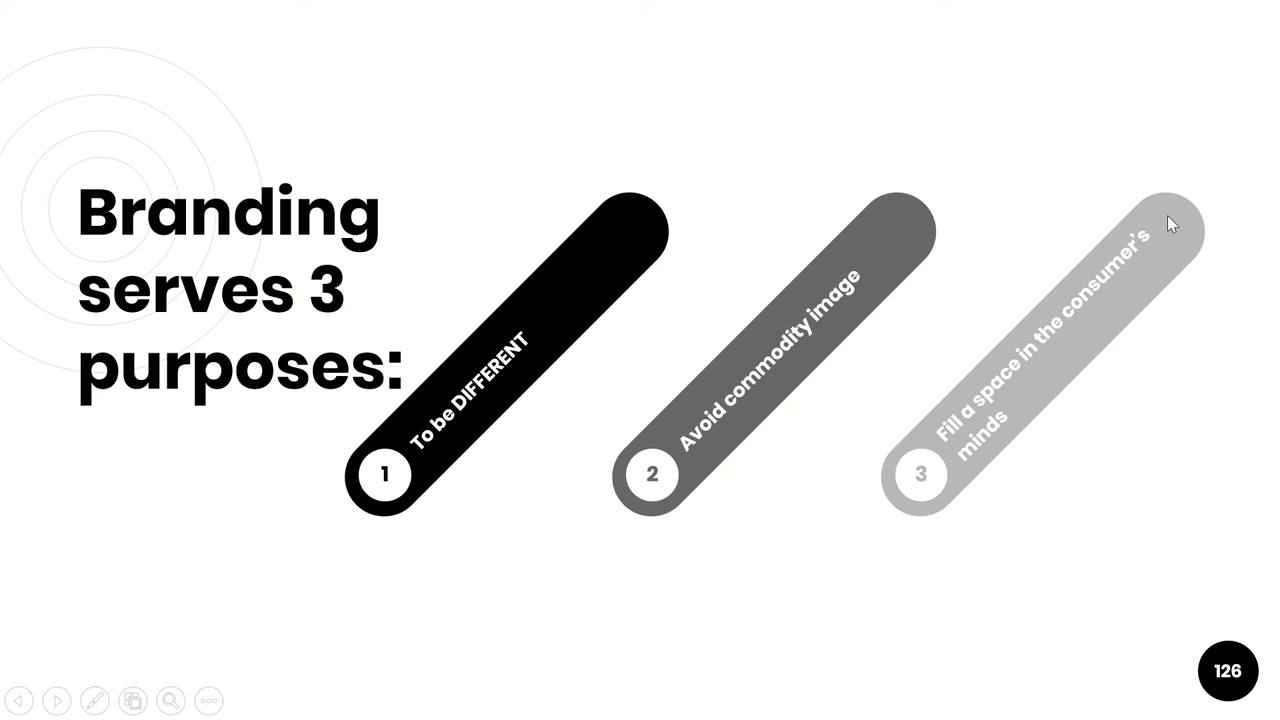 Branding
serves 3
purposes:
1
To be DIFFERENT
2
Avoid commodity image
3
Fill a space in the consumer's
minds
126